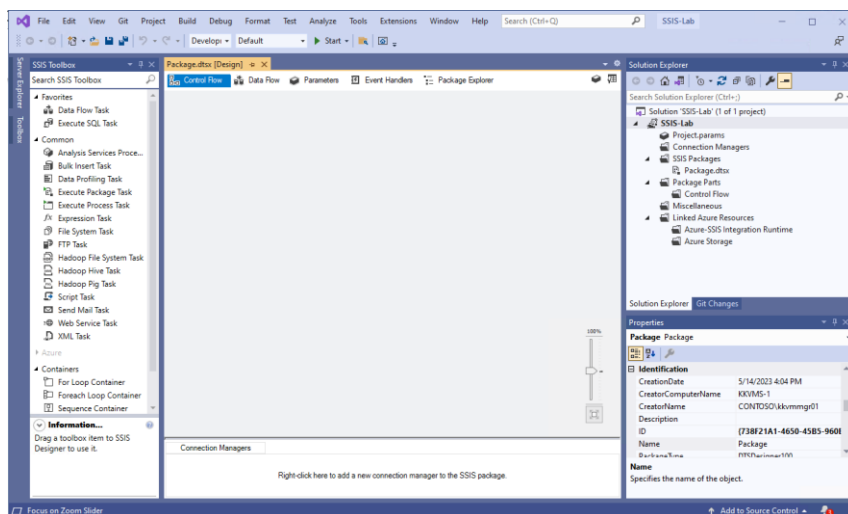 File Edit View Git Project Build Debug Format Test Analyze Tools Extensions Window Help Search (Ctrl+Q) SSIS-Lab
Developi Default Start
Server Explorer
Toolbox
SSIS Toolbox
Search SSIS Toolbox
Favorites
Data Flow Task
Execute SQL Task
Common
Analysis Services Proce...
Bulk Insert Task
Data Profiling Task
Execute Package Task
Execute Process Task
Expression Task
File System Task
FTP Task
Hadoop File System Task
Hadoop Hive Task
Hadoop Pig Task
Script Task
Send Mail Task
Web Service Task
XML Task
Azure
Containers
For Loop Container
Foreach Loop Container
Sequence Container
Information...
Drag a toolbox item to SSIS
Designer to use it.
Package.dtsx [Design]
Control Flow Data Flow Parameters Event Handlers Package Explorer
100%
Connection Managers
Right-click here to add a new connection manager to the SSIS package.
Solution Explorer
Search Solution Explorer (Ctrl+;)
Solution 'SSIS-Lab' (1 of 1 project)
SSIS-Lab
Project.params
Connection Managers
SSIS Packages
Package.dtsx
Package Parts
Control Flow
Miscellaneous
Linked Azure Resources
Azure-SSIS Integration Runtime
Azure Storage
Solution Explorer Git Changes
Properties
Package Package
Identification
CreationDate 5/14/2023 4:04 PM
CreatorComputerName KKVMS-1
CreatorName CONTOSO\kkvmmgr01
Description
ID {738F21A1-4650-45B5-960E
Name Package
PackageType DTSDesigner100
Name
Specifies the name of the object.
Focus on Zoom Slider Add to Source Control